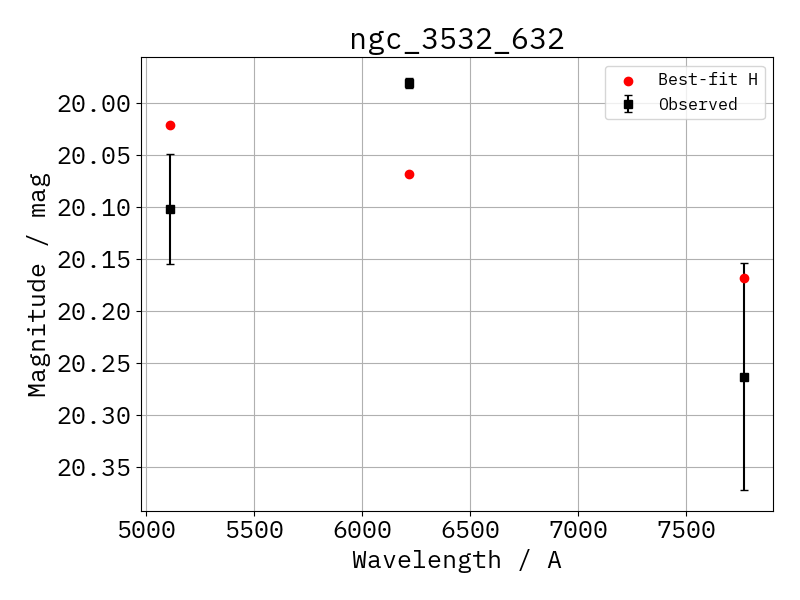 ngc_3532_632
Best-fit H
Observed
Magnitude / mag
20.00
20.05
20.10
20.15
20.20
20.25
20.30
20.35
5000 5500 6000 6500 7000 7500
Wavelength / A